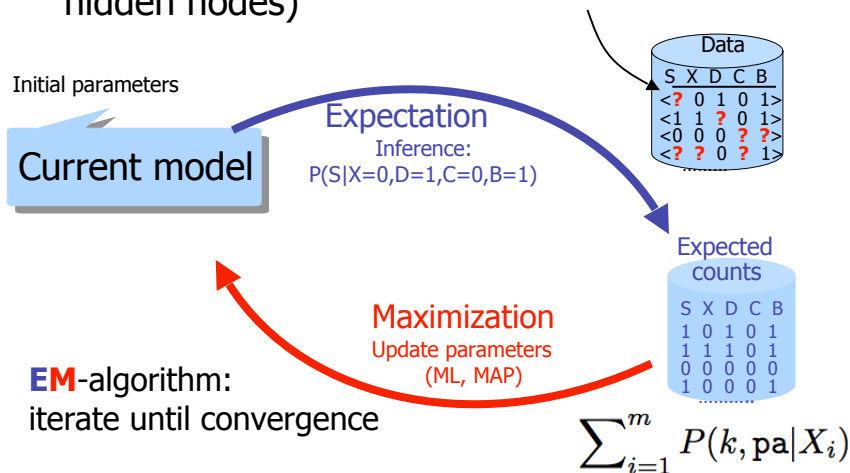 hidden nodes)
Initial parameters
Current model
Expectation
Inference:
P(S|X=0,D=1,C=0,B=1)
Data
S X D C B
<? 0 1 0 1>
<1 1 ? 0 1>
<0 0 0 ? ?>
<? ? 0 ? 1>
.........
Expected
counts
S X D C B
1 0 1 0 1
1 1 1 0 1
0 0 0 0 0
1 0 0 0 1
...........
Maximization
Update parameters
(ML, MAP)
EM-algorithm:
iterate until convergence
∑_{i=1}^{m} P(k, pa|X_i)